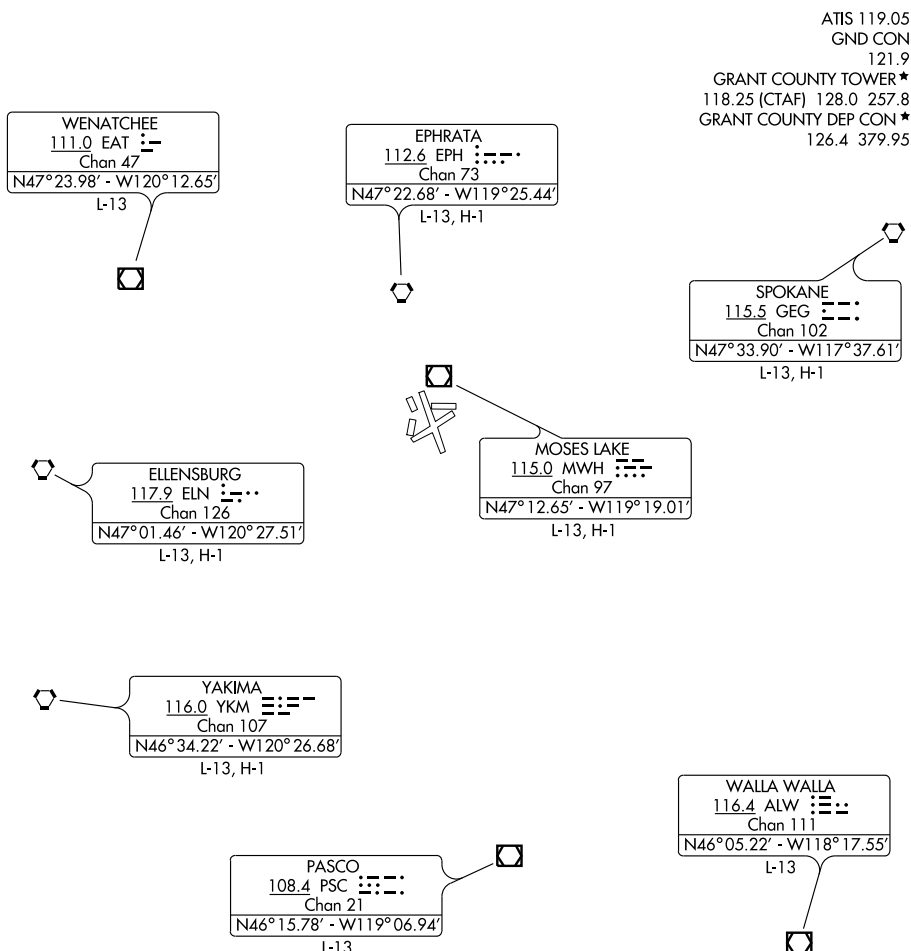 ATIS 119.05
GND CON
121.9
GRANT COUNTY TOWER★
118.25 (CTAF) 128.0 257.8
GRANT COUNTY DEP CON★
126.4 379.95
WENATCHEE
111.0 EAT
Chan 47
N47°23.98' - W120°12.65'
L-13
EPHRATA
112.6 EPH
Chan 73
N47°22.68' - W119°25.44'
L-13, H-1
SPOKANE
115.5 GEG
Chan 102
N47°33.90' - W117°37.61'
L-13, H-1
MOSES LAKE
115.0 MWH
Chan 97
N47°12.65' - W119°19.01'
L-13, H-1
ELLENSBURG
117.9 ELN
Chan 126
N47°01.46' - W120°27.51'
L-13, H-1
YAKIMA
116.0 YKM
Chan 107
N46°34.22' - W120°26.68'
L-13, H-1
WALLA WALLA
116.4 ALW
Chan 111
N46°05.22' - W118°17.55'
L-13
PASCO
108.4 PSC
Chan 21
N46°15.78' - W119°06.94'
L-13